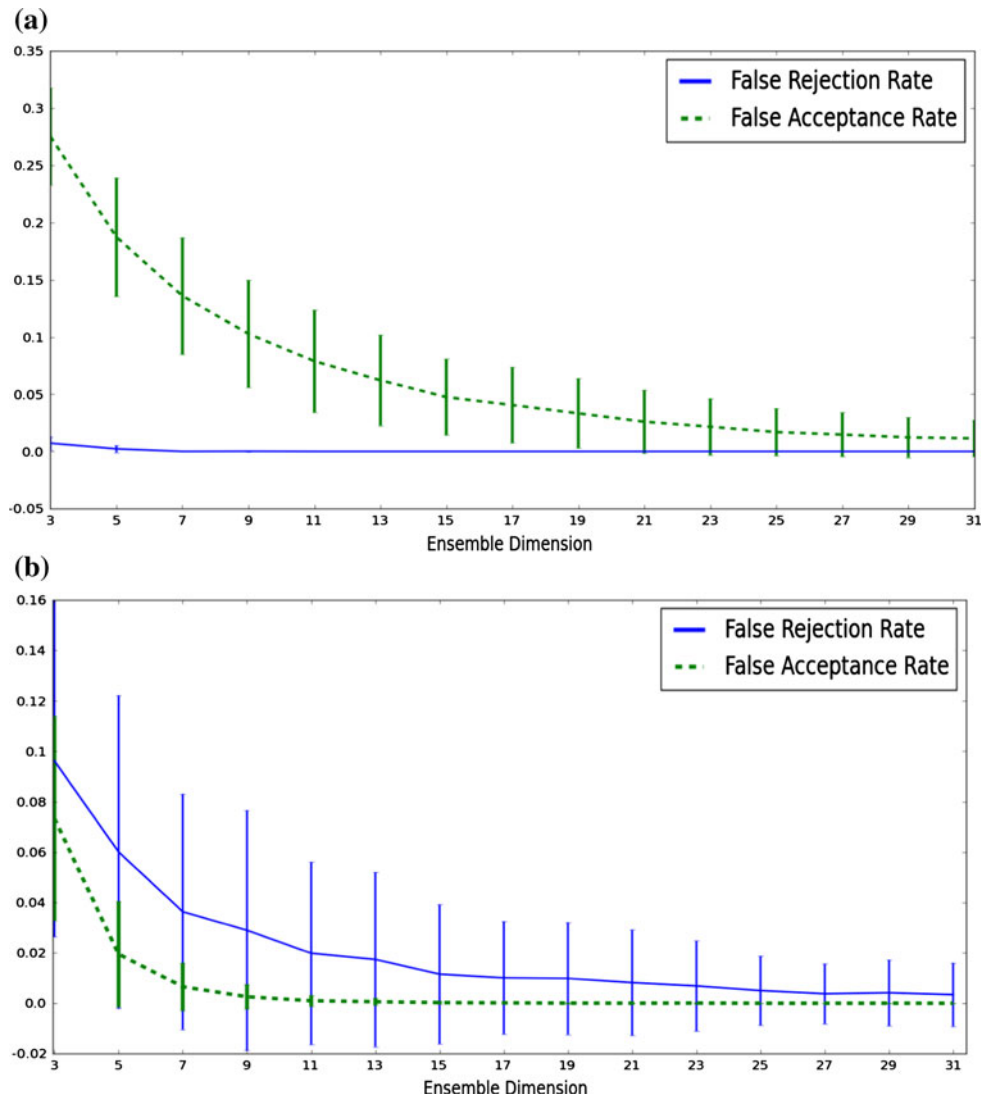 (a)
0.35
0.3
0.25
0.2
0.15
0.1
0.05
0.0
-0.05
False Rejection Rate
False Acceptance Rate
3 5 7 9 11 13 15 17 19 21 23 25 27 29 31
Ensemble Dimension
(b)
0.16
0.14
0.12
0.1
0.08
0.06
0.04
0.02
0.0
-0.02
False Rejection Rate
False Acceptance Rate
3 5 7 9 11 13 15 17 19 21 23 25 27 29 31
Ensemble Dimension